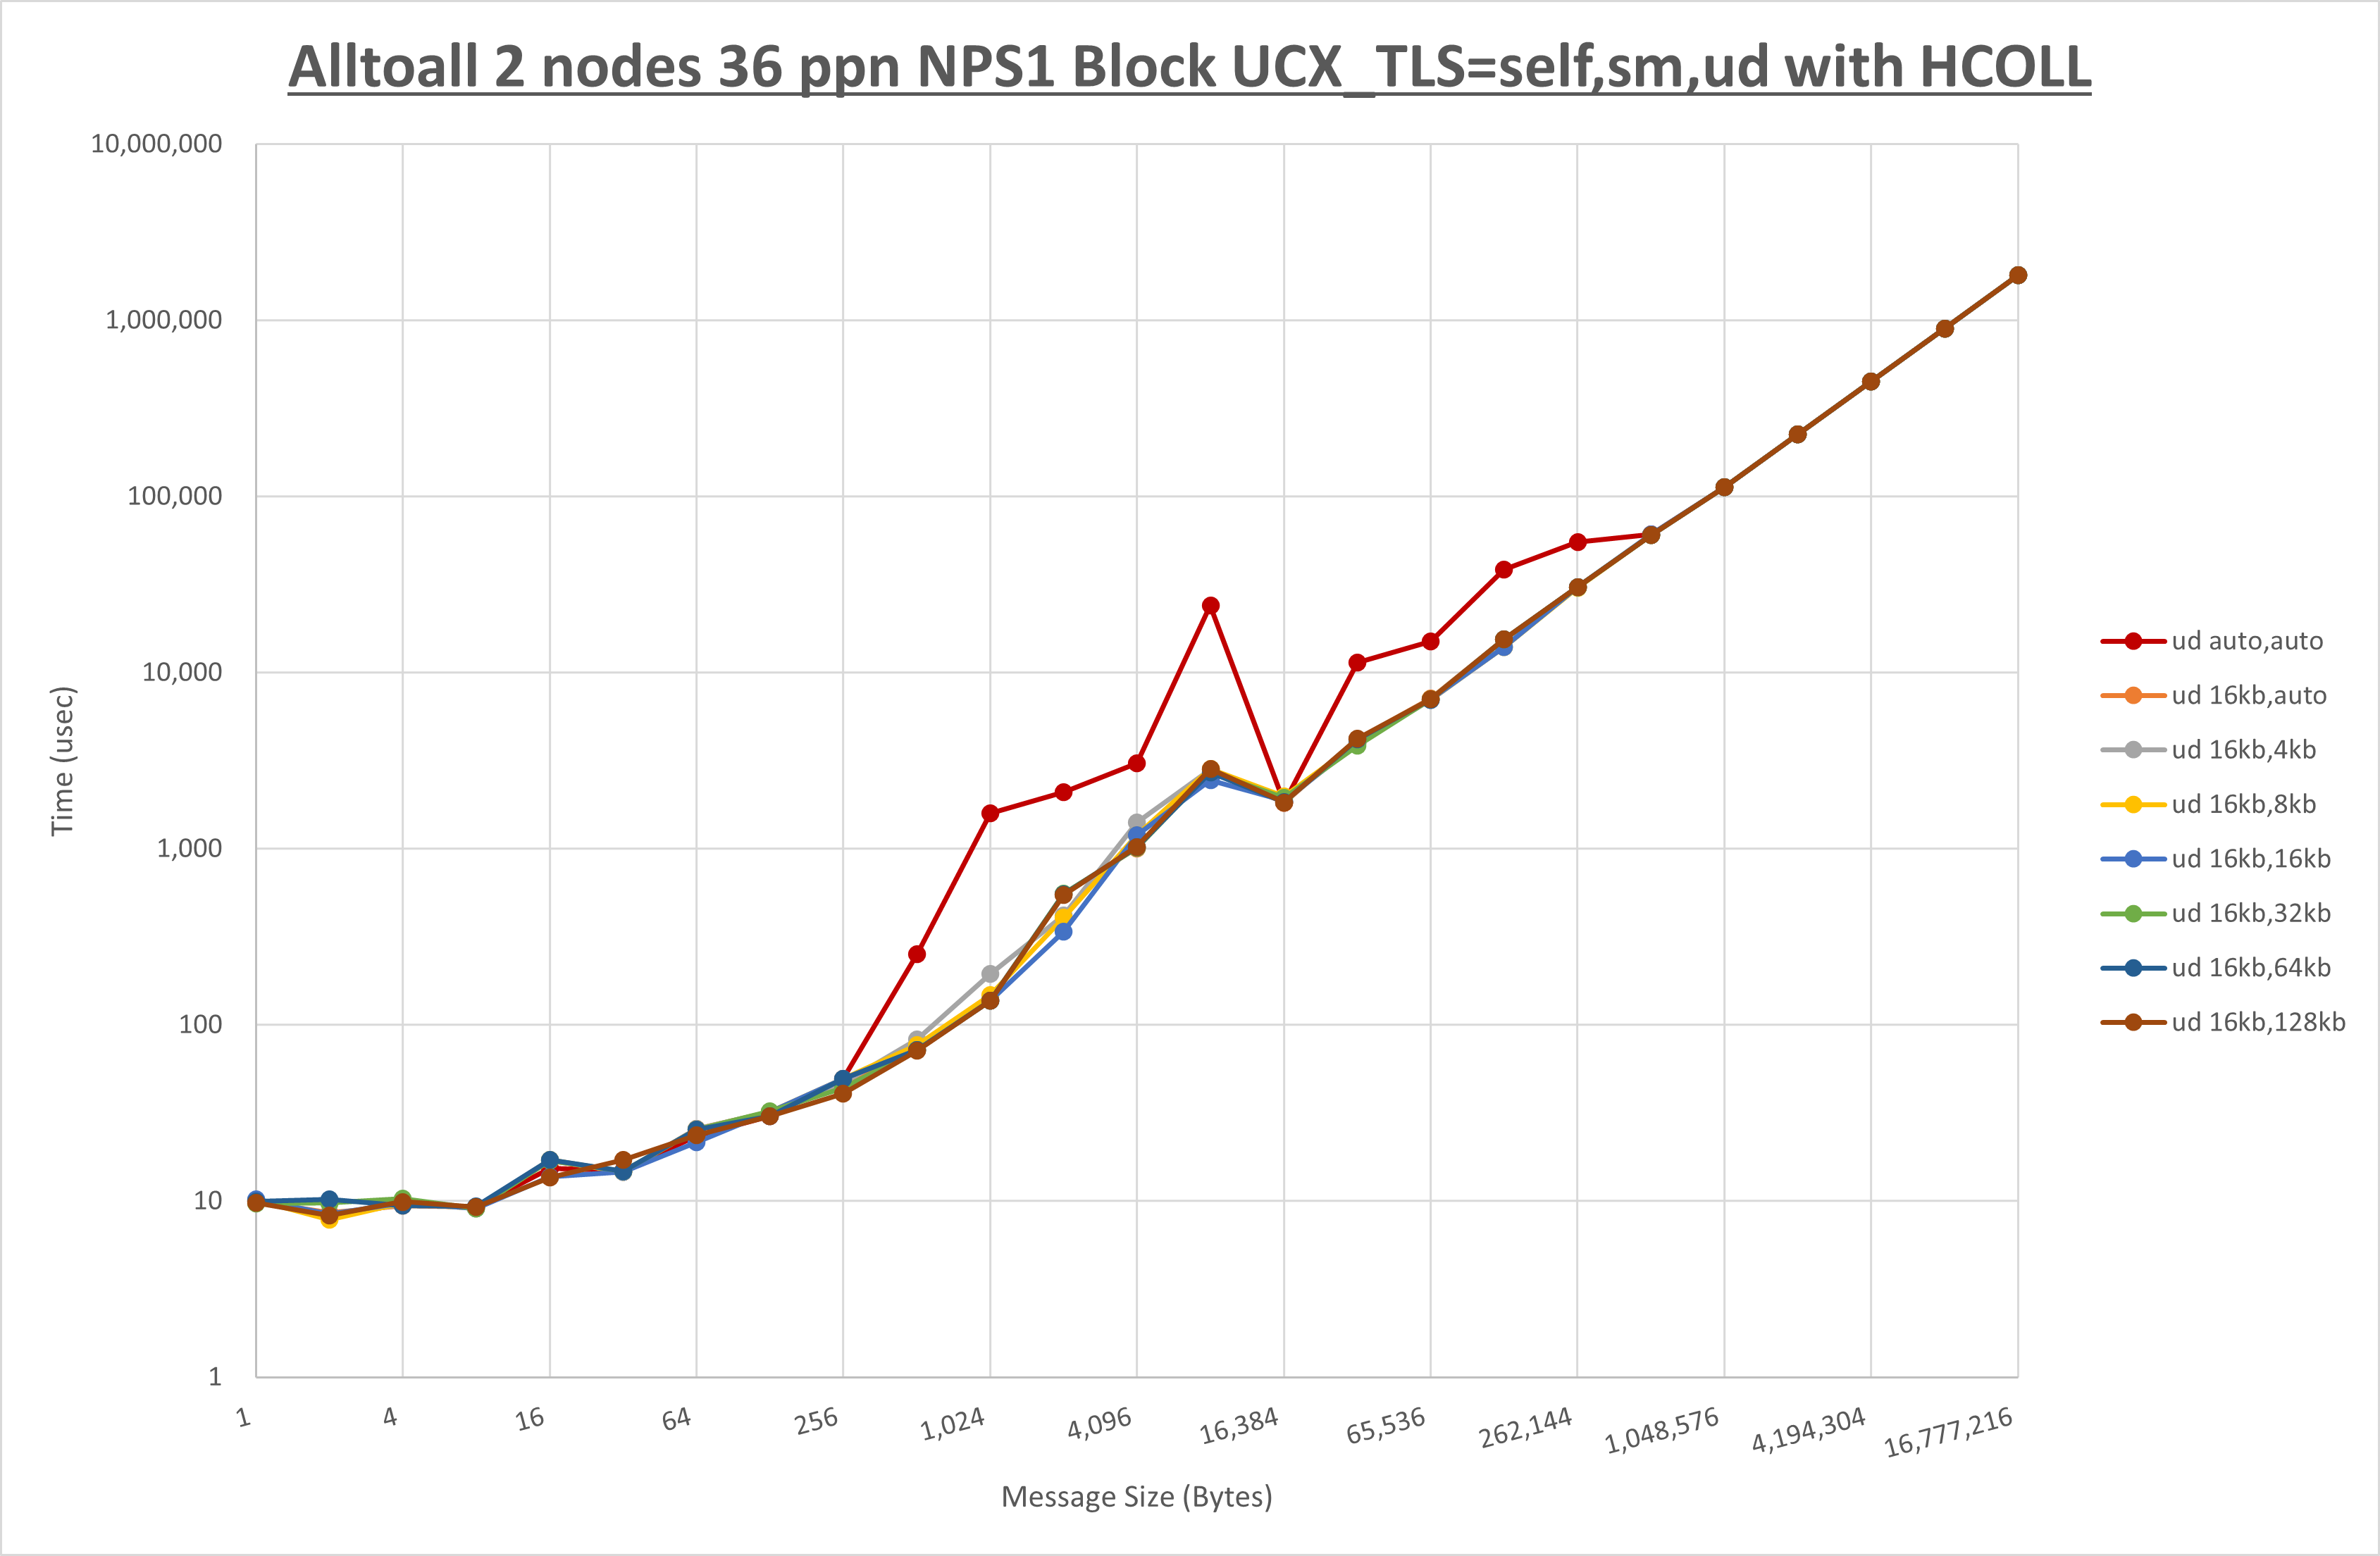 Alltoall 2 nodes 36 ppn NPS1 Block UCX_TLS=self,sm,ud with HCOLL
10,000,000
1,000,000
100,000
10,000
1,000
100
10
1
Time (usec)
1
4
16
64
256
1,024
4,096
16,384
65,536
262,144
1,048,576
4,194,304
16,777,216
Message Size (Bytes)
ud auto,auto
ud 16kb,auto
ud 16kb,4kb
ud 16kb,8kb
ud 16kb,16kb
ud 16kb,32kb
ud 16kb,64kb
ud 16kb,128kb